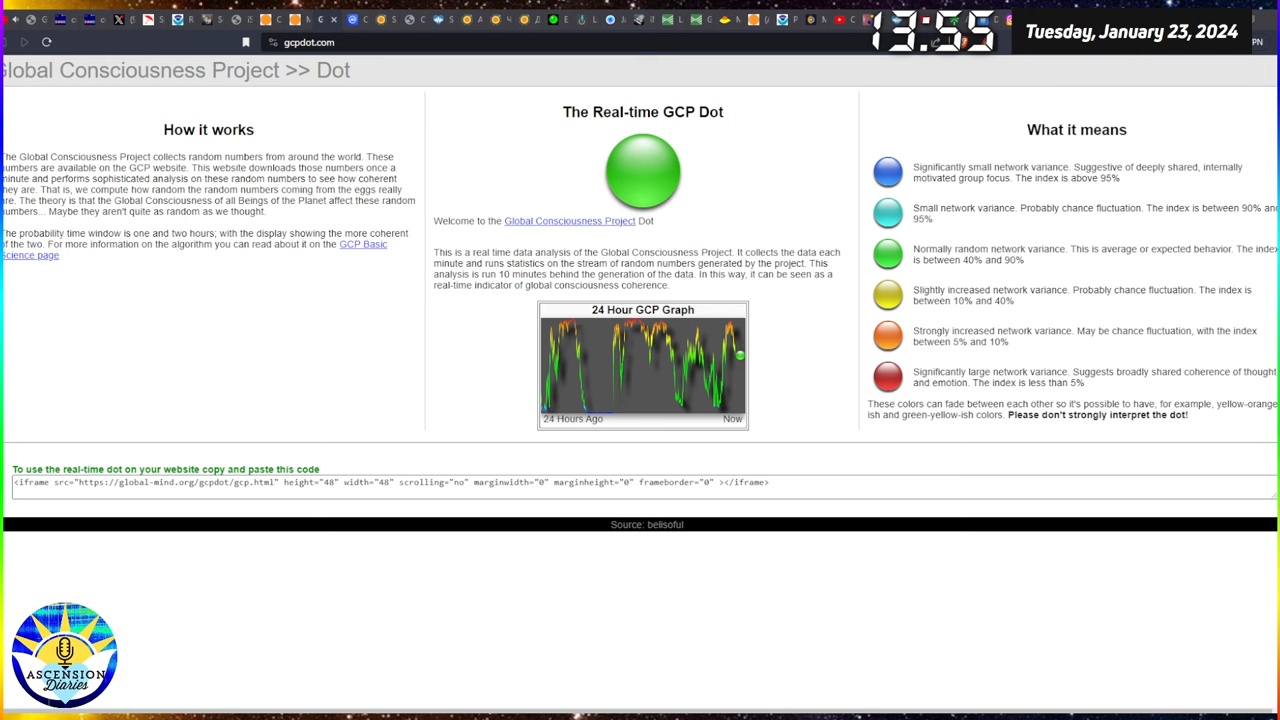 gcpdot.com
13:55
Tuesday, January 23, 2024
Global Consciousness Project >> Dot
How it works
The Global Consciousness Project collects random numbers from around the world. These
numbers are available on the GCP website. This website downloads those numbers once a
minute and performs sophisticated analysis on these random numbers to see how coherent
they are. That is, we compute how random the random numbers coming from the eggs really
are. The theory is that the Global Consciousness of all Beings of the Planet affect these random
numbers... Maybe they aren't quite as random as we thought.
The probability time window is one and two hours; with the display showing the more coherent
of the two. For more information on the algorithm you can read about it on the GCP Basic
Science page
The Real-time GCP Dot
Welcome to the Global Consciousness Project Dot
This is a real time data analysis of the Global Consciousness Project. It collects the data each
minute and runs statistics on the stream of random numbers generated by the project. This
analysis is run 10 minutes behind the generation of the data. In this way, it can be seen as a
real-time indicator of global consciousness coherence.
24 Hour GCP Graph
24 Hours Ago
Now
What it means
Significantly small network variance. Suggestive of deeply shared, internally
motivated group focus. The index is above 95%
Small network variance. Probably chance fluctuation. The index is between 90% and
95%
Normally random network variance. This is average or expected behavior. The index
is between 40% and 90%
Slightly increased network variance. Probably chance fluctuation. The index is
between 10% and 40%
Strongly increased network variance. May be chance fluctuation, with the index
between 5% and 10%
Significantly large network variance. Suggests broadly shared coherence of thought
and emotion. The index is less than 5%
These colors can fade between each other so it's possible to have, for example, yellow-orange-
ish and green-yellow-ish colors. Please don't strongly interpret the dot!
To use the real-time dot on your website copy and paste this code
<iframe src="https://global-mind.org/gcpdot/gcp.html" height="48" width="48" scrolling="no" marginwidth="0" marginheight="0" frameborder="0" ></iframe>
Source: belisoful
ASCENSION
Diaries